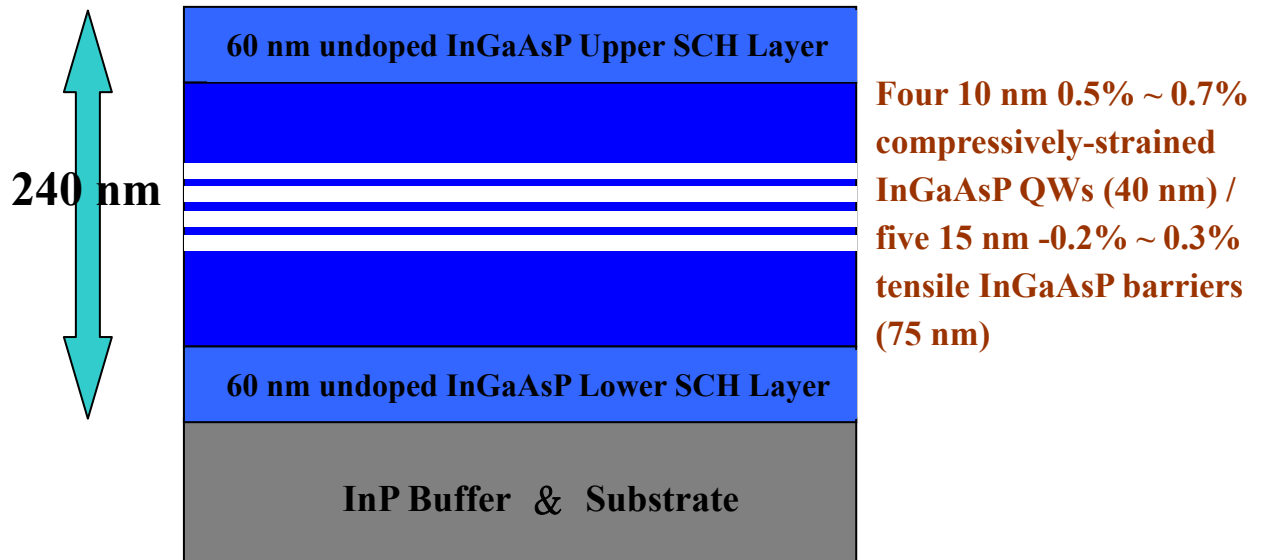 60 nm undoped InGaAsP Upper SCH Layer
240 nm
Four 10 nm 0.5% ~ 0.7%
compressively-strained
InGaAsP QWs (40 nm) /
five 15 nm -0.2% ~ 0.3%
tensile InGaAsP barriers
(75 nm)
60 nm undoped InGaAsP Lower SCH Layer
InP Buffer & Substrate